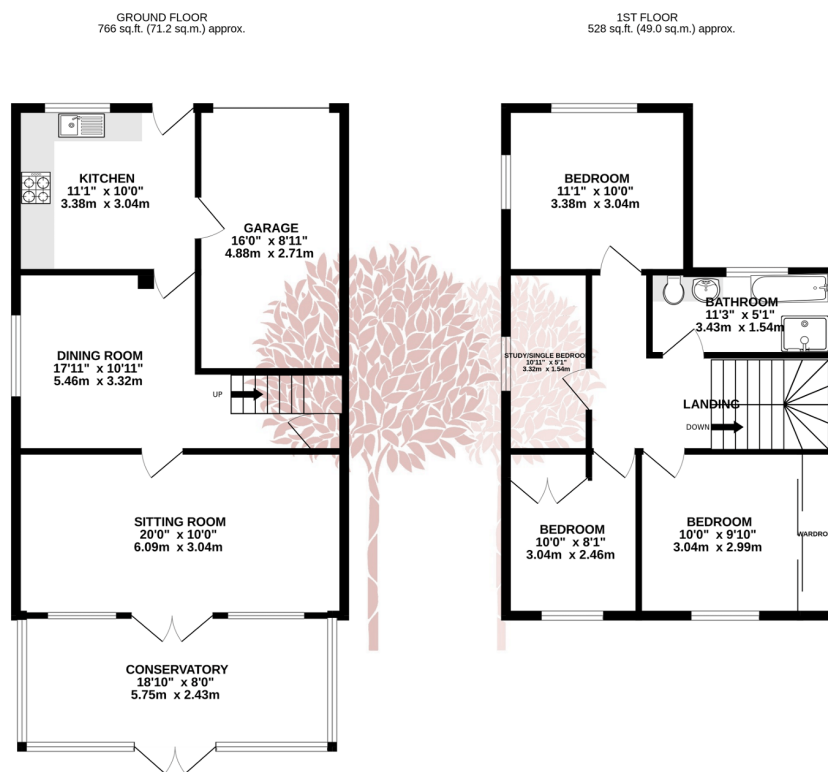 GROUND FLOOR
766 sq.ft. (71.2 sq.m.) approx.
1ST FLOOR
528 sq.ft. (49.0 sq.m.) approx.
KITCHEN
11'1" x 10'0"
3.38m x 3.04m
GARAGE
16'0" x 8'11"
4.88m x 2.71m
DINING ROOM
17'11" x 10'11"
5.46m x 3.32m
UP
SITTING ROOM
20'0" x 10'0"
6.09m x 3.04m
CONSERVATORY
18'10" x 8'0"
5.75m x 2.43m
BEDROOM
11'1" x 10'0"
3.38m x 3.04m
BATHROOM
11'3" x 5'1"
3.43m x 1.54m
STUDY/SINGLE BEDROO
10'11" x 5'1"
3.32m x 1.54m
LANDING
DOWN
BEDROOM
10'0" x 8'1"
3.04m x 2.46m
BEDROOM
10'0" x 9'10"
3.04m x 2.99m
WARDRO